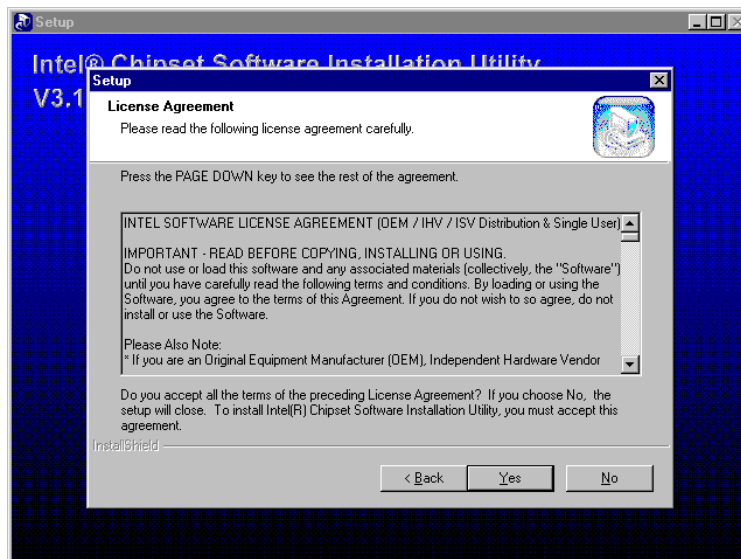 Setup
Intel® Chipset Software Installation Utility
V3.1
Setup
License Agreement
Please read the following license agreement carefully.
Press the PAGE DOWN key to see the rest of the agreement.
INTEL SOFTWARE LICENSE AGREEMENT (OEM / IHV / ISV Distribution & Single User)
IMPORTANT - READ BEFORE COPYING, INSTALLING OR USING.
Do not use or load this software and any associated materials (collectively, the "Software")
until you have carefully read the following terms and conditions. By loading or using the
Software, you agree to the terms of this Agreement. If you do not wish to so agree, do not
install or use the Software.
Please Also Note:
* If you are an Original Equipment Manufacturer (OEM), Independent Hardware Vendor
Do you accept all the terms of the preceding License Agreement? If you choose No, the
setup will close. To install Intel(R) Chipset Software Installation Utility, you must accept this
agreement.
InstallShield
< Back Yes No